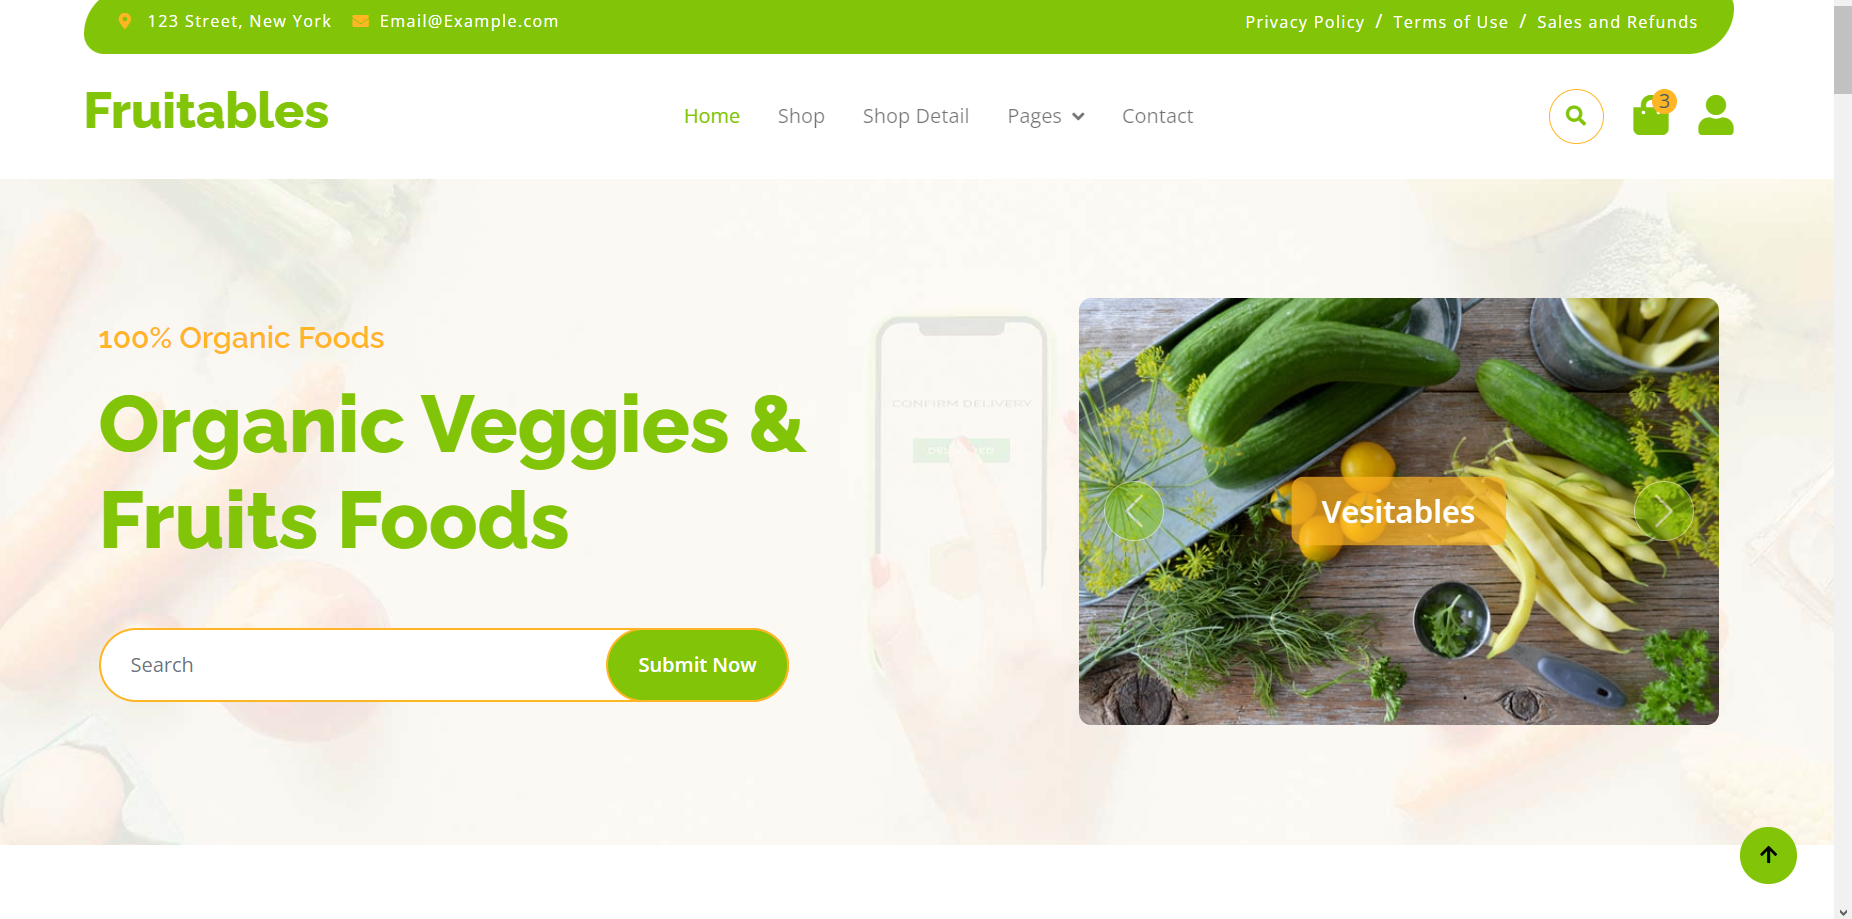 123 Street, New York Email@Example.com Privacy Policy / Terms of Use / Sales and Refunds
Fruitables Home Shop Shop Detail Pages Contact 3
100% Organic Foods
Organic Veggies &
Fruits Foods
CONFIRM DELIVERY
Vesitables
Search Submit Now